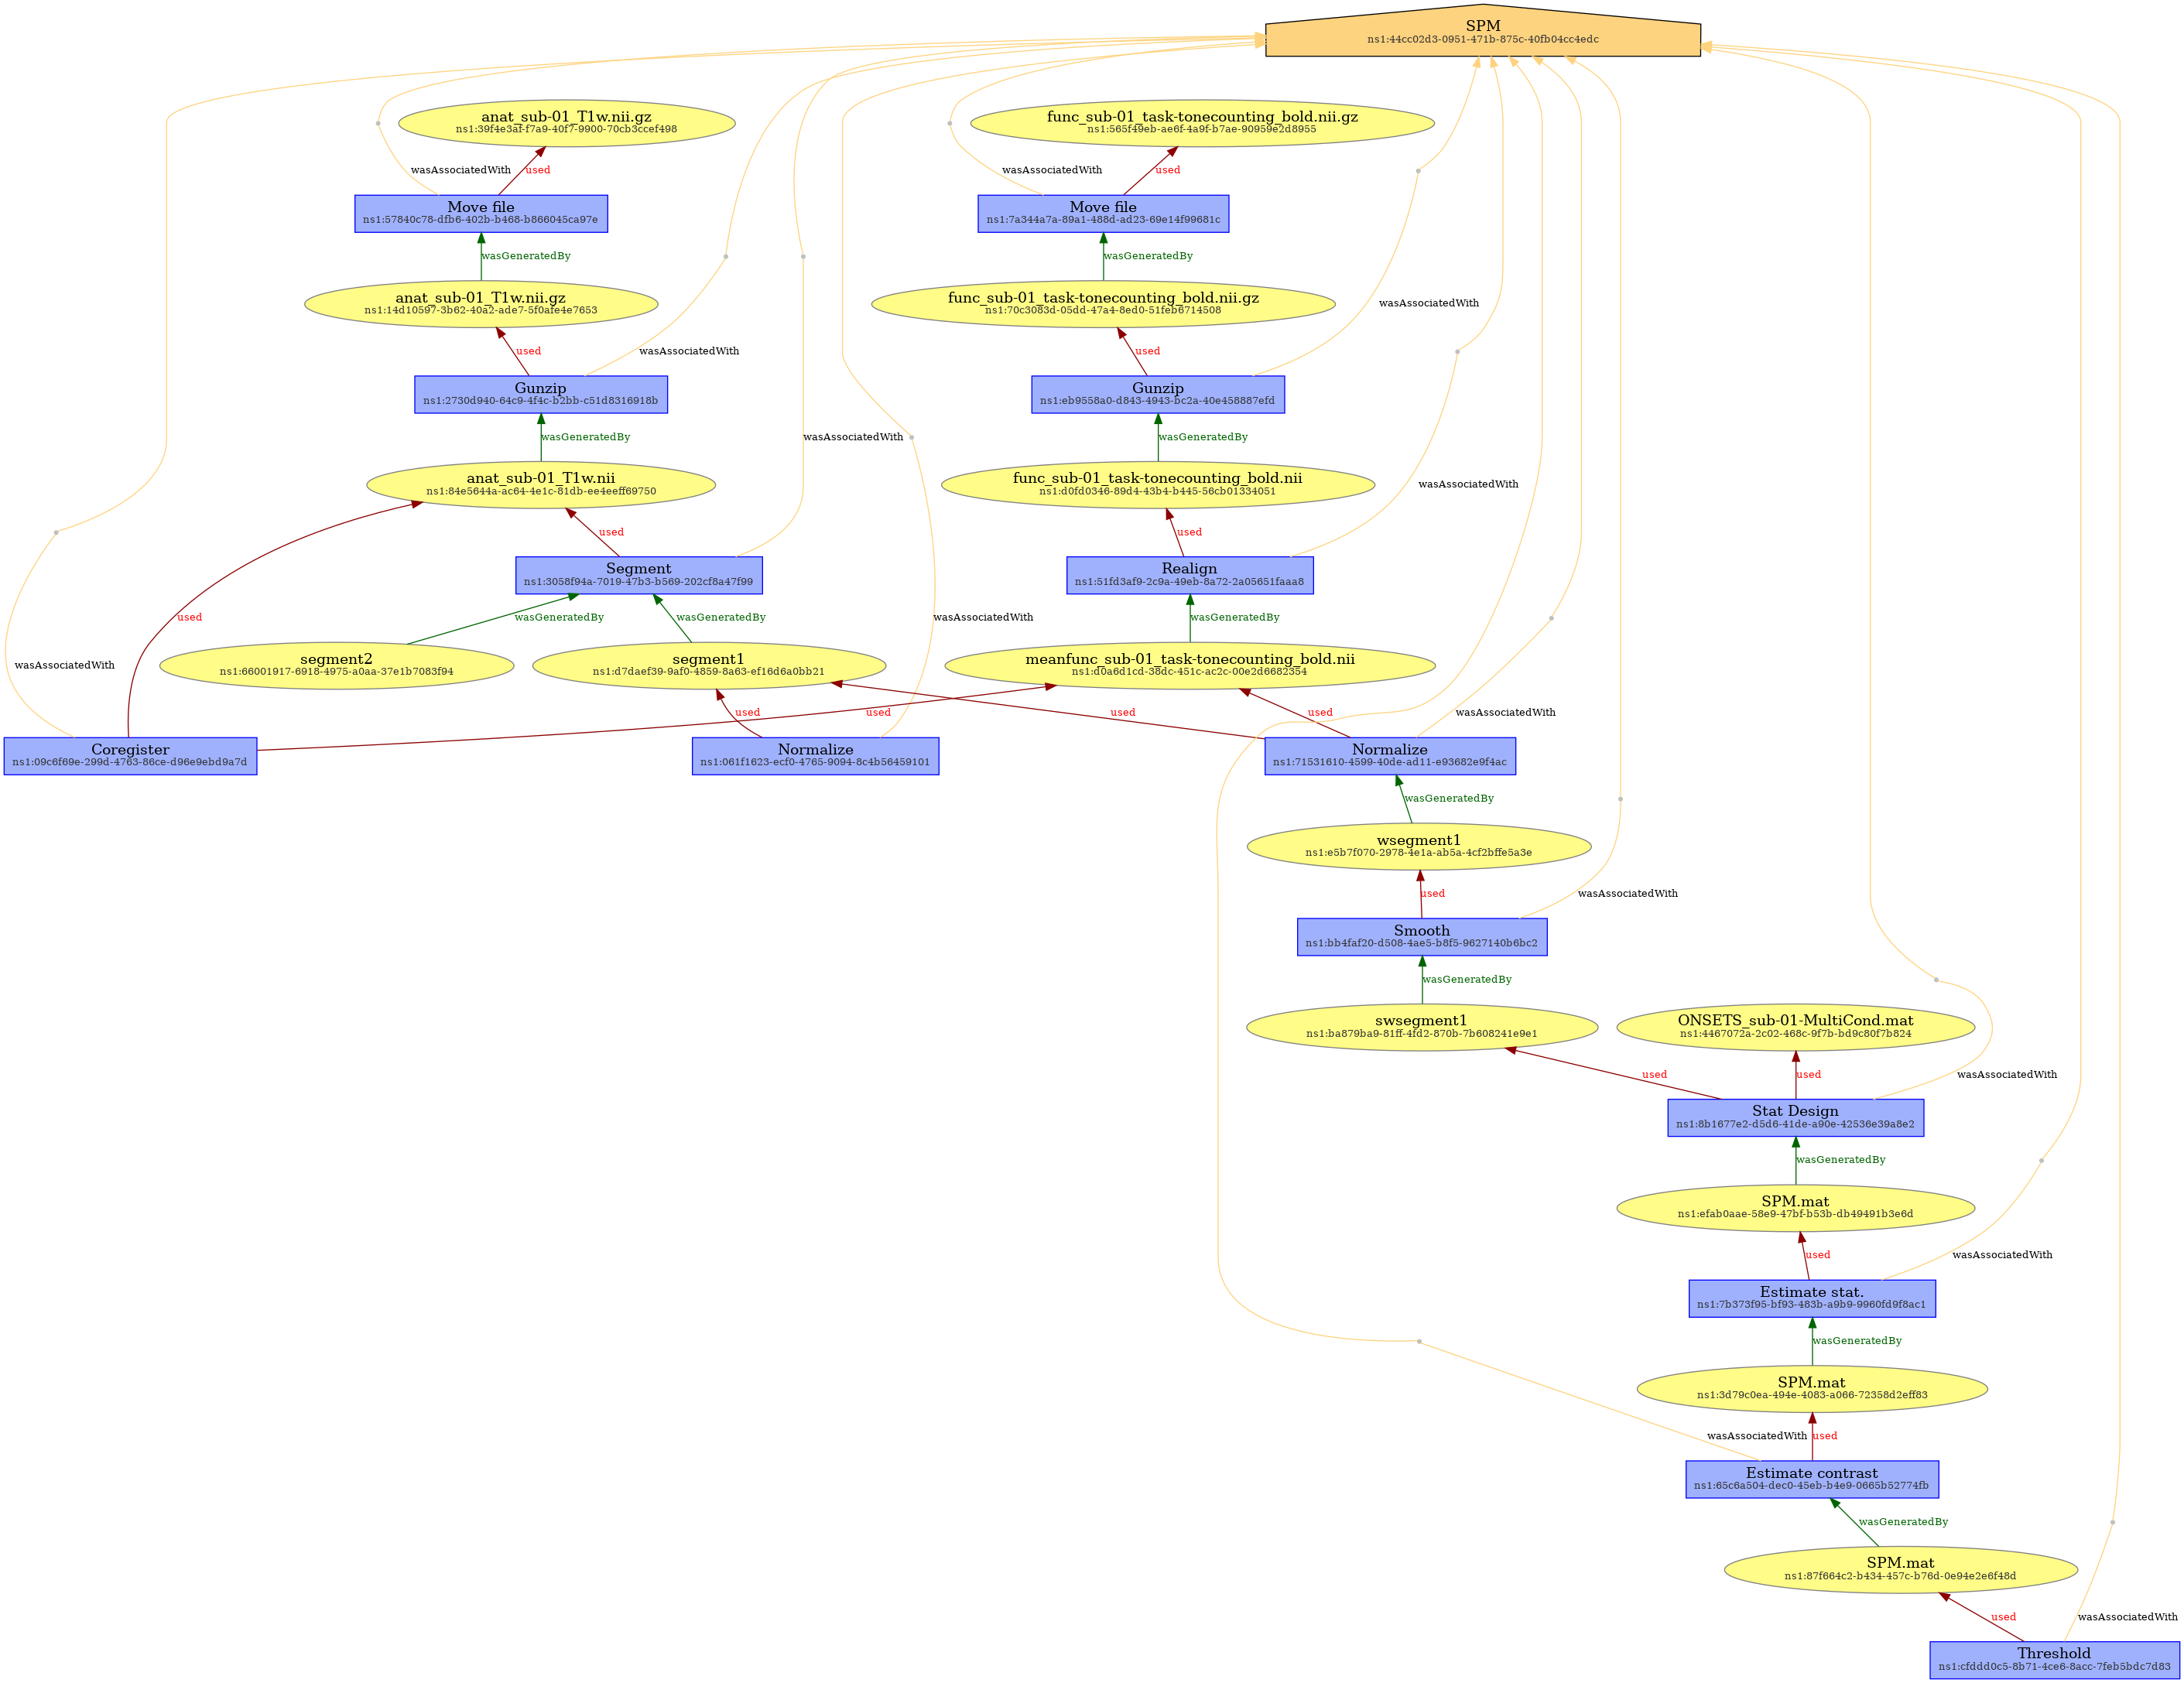 SPM
ns1:44cc02d3-0951-471b-875c-40fb04cc4edc
anat_sub-01_T1w.nii.gz
ns1:39f4e3af-f7a9-40f7-9900-70cb3ccef498
func_sub-01_task-tonecounting_bold.nii.gz
ns1:565f49eb-ae6f-4a9f-b7ae-90959e2d8955
wasAssociatedWith
used
wasAssociatedWith
used
Move file
ns1:57840c78-dfb6-402b-b468-b866045ca97e
Move file
ns1:7a344a7a-89a1-488d-ad23-69e14f99681c
wasGeneratedBy
wasGeneratedBy
anat_sub-01_T1w.nii.gz
ns1:14d10597-3b62-40a2-ade7-5f0afe4e7653
func_sub-01_task-tonecounting_bold.nii.gz
ns1:70c3083d-05dd-47a4-8ed0-51feb6714508
wasAssociatedWith
used
wasAssociatedWith
used
Gunzip
ns1:2730d940-64c9-4f4c-b2bb-c51d8316918b
Gunzip
ns1:eb9558a0-d843-4943-bc2a-40e458887efd
wasGeneratedBy
wasAssociatedWith
wasGeneratedBy
anat_sub-01_T1w.nii
ns1:84e5644a-ac64-4e1c-81db-ee4eeff69750
func_sub-01_task-tonecounting_bold.nii
ns1:d0fd0346-89d4-43b4-b445-56cb01334051
wasAssociatedWith
used
used
Segment
ns1:3058f94a-7019-47b3-b569-202cf8a47f99
Realign
ns1:51fd3af9-2c9a-49eb-8a72-2a05651faaa8
used
wasGeneratedBy
wasGeneratedBy
wasAssociatedWith
wasGeneratedBy
wasAssociatedWith
segment2
ns1:66001917-6918-4975-a0aa-37e1b7083f94
segment1
ns1:d7daef39-9af0-4859-8a63-ef16d6a0bb21
meanfunc_sub-01_task-tonecounting_bold.nii
ns1:d0a6d1cd-38dc-451c-ac2c-00e2d6682354
used
used
used
used
wasAssociatedWith
Coregister
ns1:09c6f69e-299d-4763-86ce-d96e9ebd9a7d
Normalize
ns1:061f1623-ecf0-4765-9094-8c4b56459101
Normalize
ns1:71531610-4599-40de-ad11-e93682e9f4ac
wasGeneratedBy
wsegment1
ns1:e5b7f070-2978-4e1a-ab5a-4cf2bffe5a3e
used
wasAssociatedWith
Smooth
ns1:bb4faf20-d508-4ae5-b8f5-9627140b6bc2
wasGeneratedBy
swsegment1
ns1:ba879ba9-81ff-4fd2-870b-7b608241e9e1
ONSETS_sub-01-MultiCond.mat
ns1:4467072a-2c02-468c-9f7b-bd9c80f7b824
used
used
wasAssociatedWith
Stat Design
ns1:8b1677e2-d5d6-41de-a90e-42536e39a8e2
wasGeneratedBy
SPM.mat
ns1:efab0aae-58e9-47bf-b53b-db49491b3e6d
used
wasAssociatedWith
Estimate stat.
ns1:7b373f95-bf93-483b-a9b9-9960fd9f8ac1
wasGeneratedBy
SPM.mat
ns1:3d79c0ea-494e-4083-a066-72358d2eff83
wasAssociatedWith
used
Estimate contrast
ns1:65c6a504-dec0-45eb-b4e9-0665b52774fb
wasGeneratedBy
SPM.mat
ns1:87f664c2-b434-457c-b76d-0e94e2e6f48d
used
wasAssociatedWith
Threshold
ns1:cfddd0c5-8b71-4ce6-8acc-7feb5bdc7d83